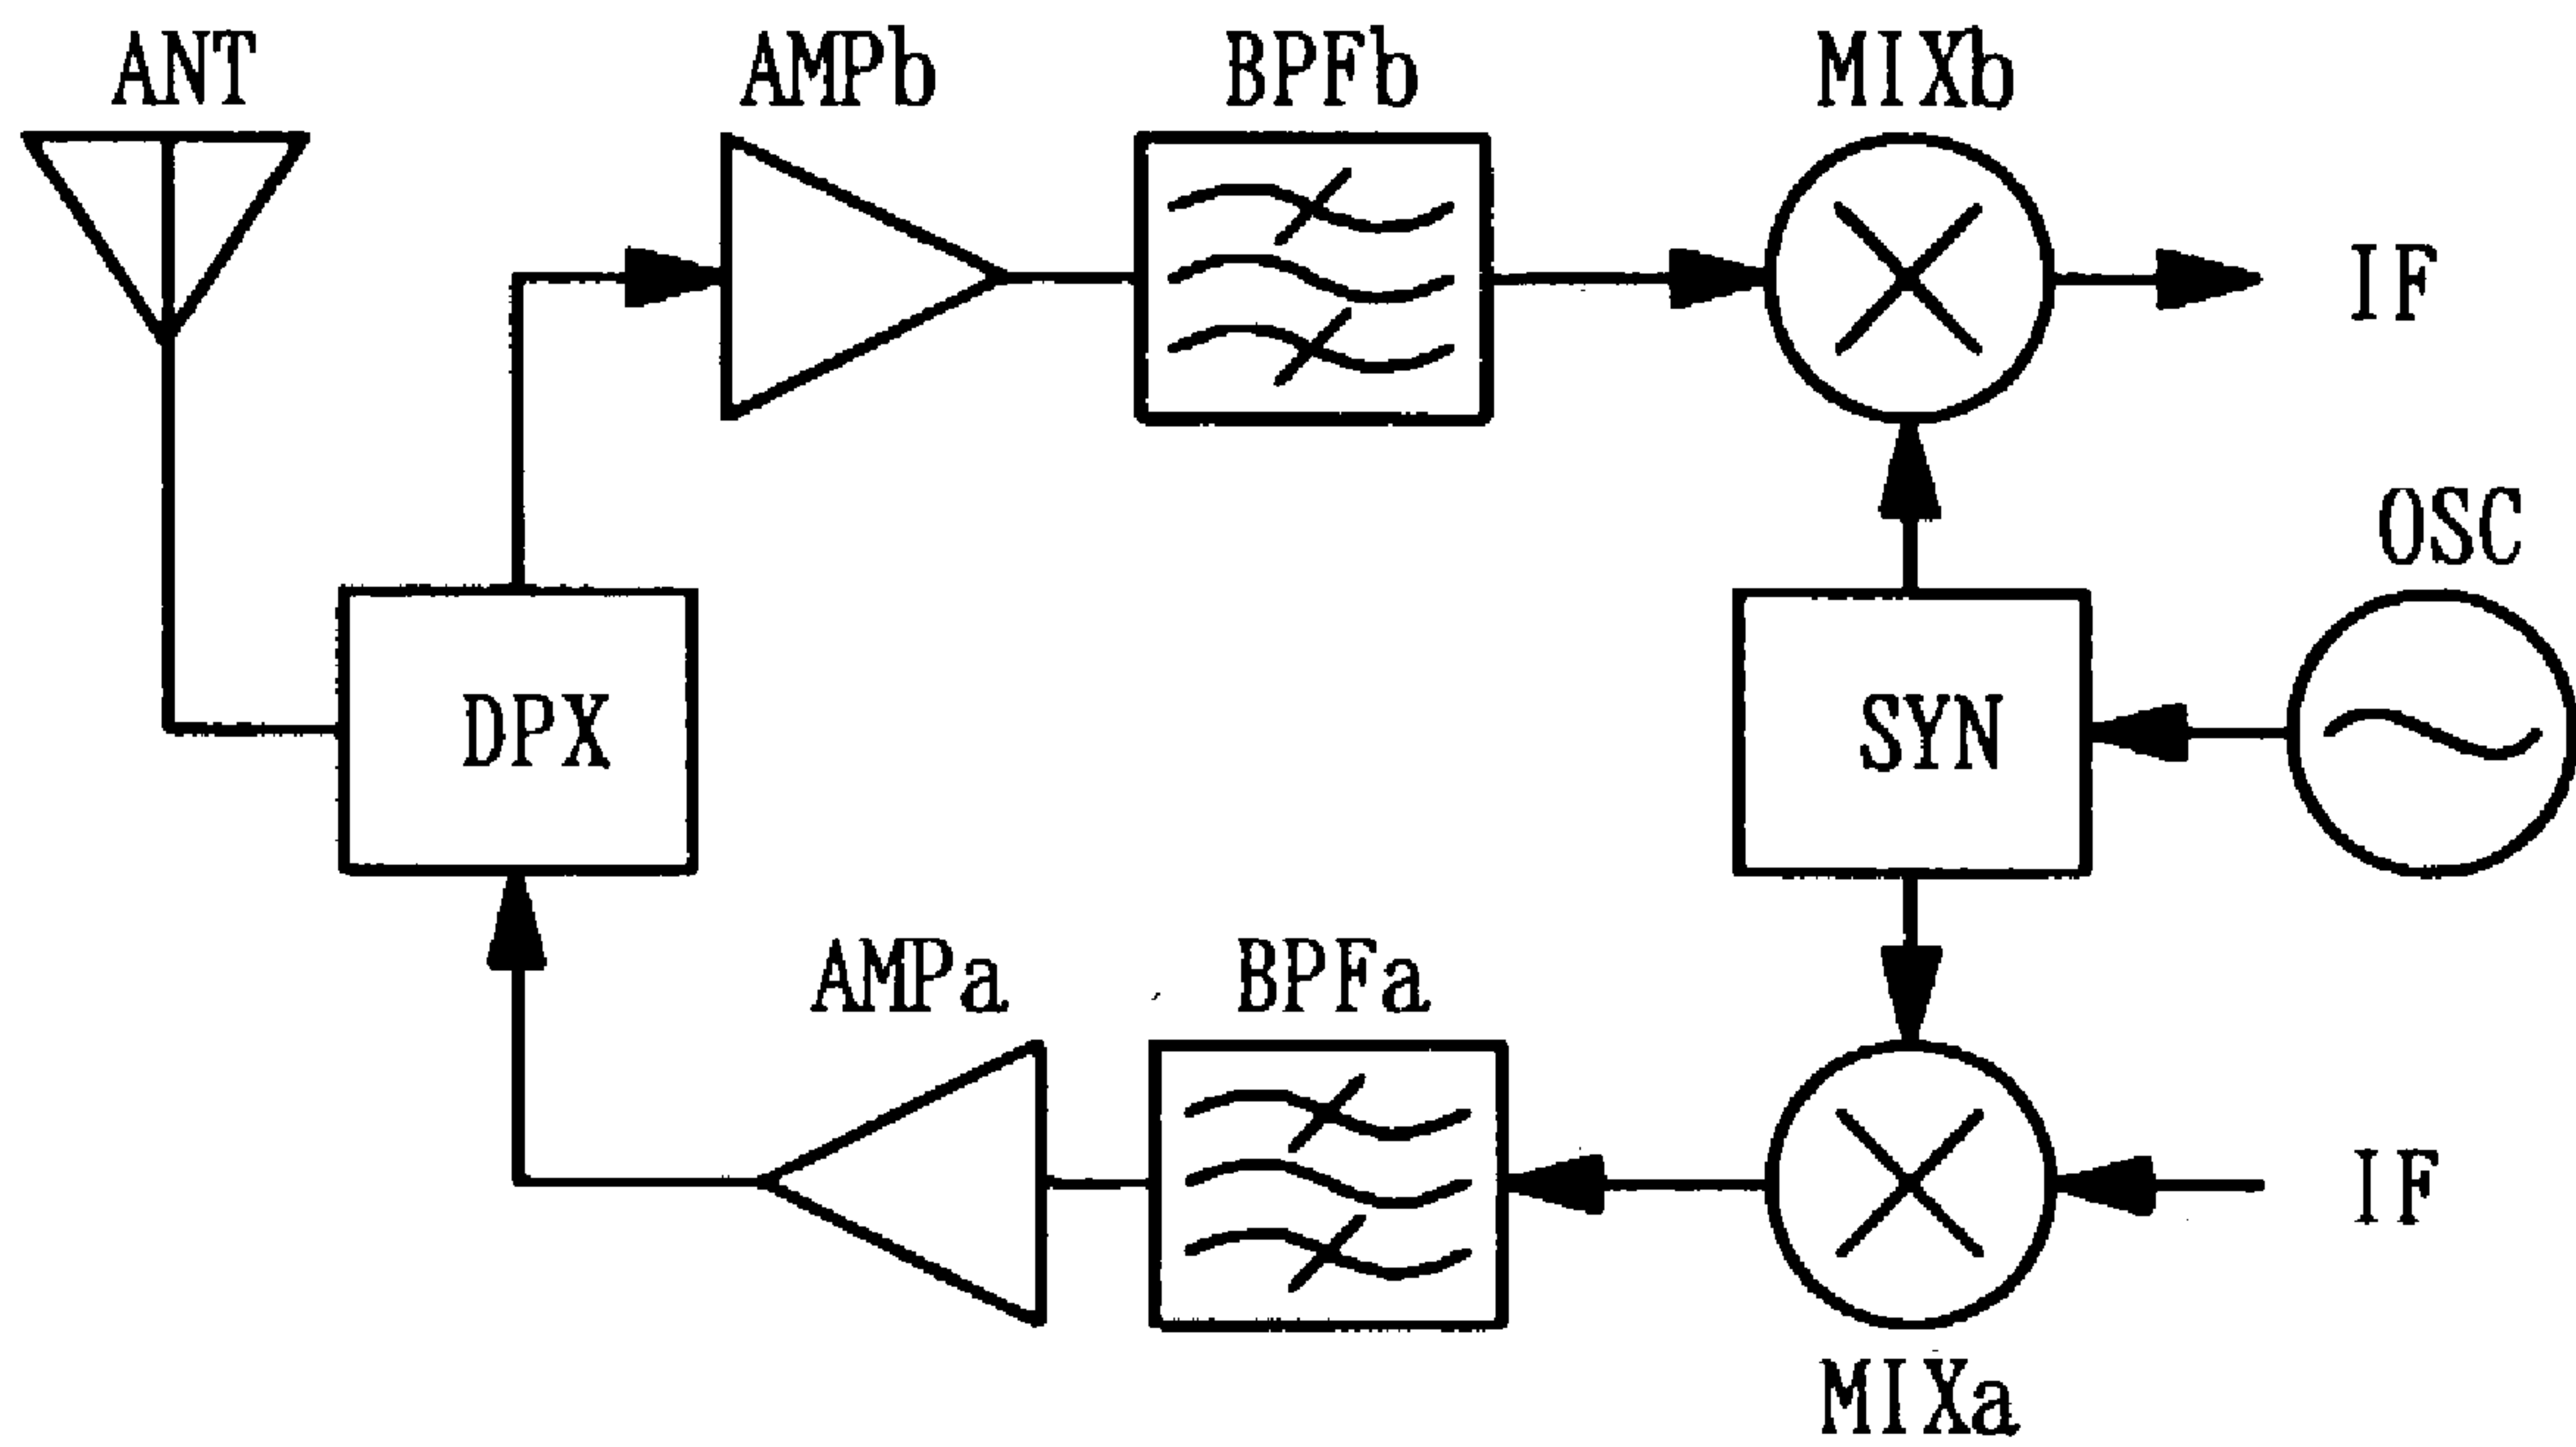 ANT
AMPb
BPFb
MIXb
IF
OSC
DPX
SYN
AMPa
BPFa
IF
MIXa